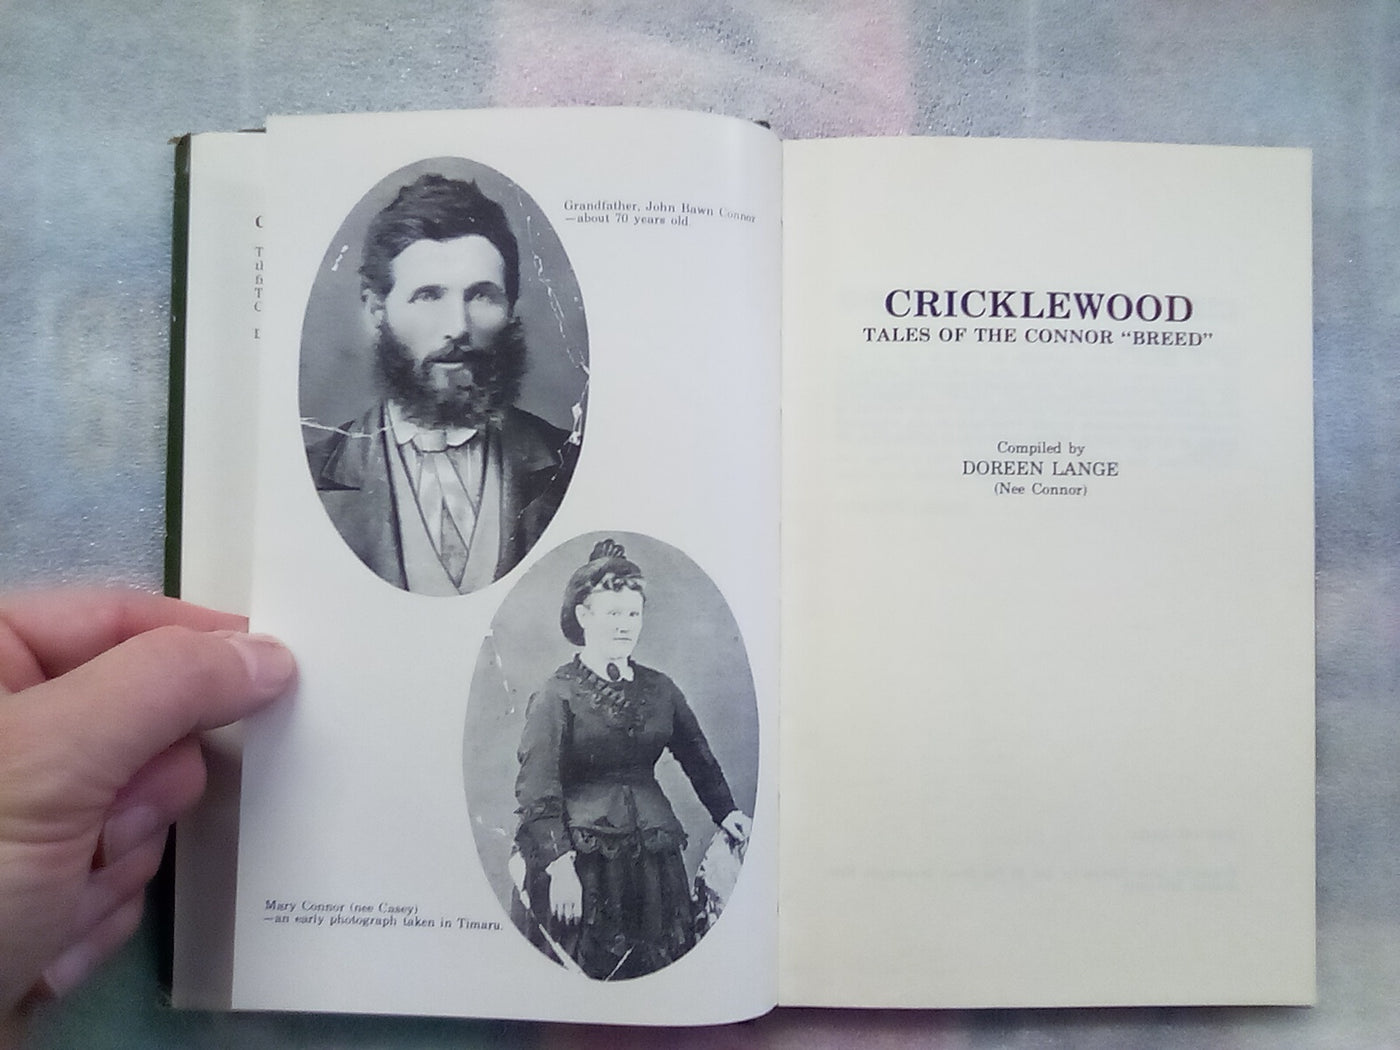 Grandfather, John Bawn Connor
—about 70 years old.
Mary Connor (nee Casey)
—an early photograph taken in Timaru.
CRICKLEWOOD
TALES OF THE CONNOR “BREED”
Compiled by
DOREEN LANGE
(Nee Connor)